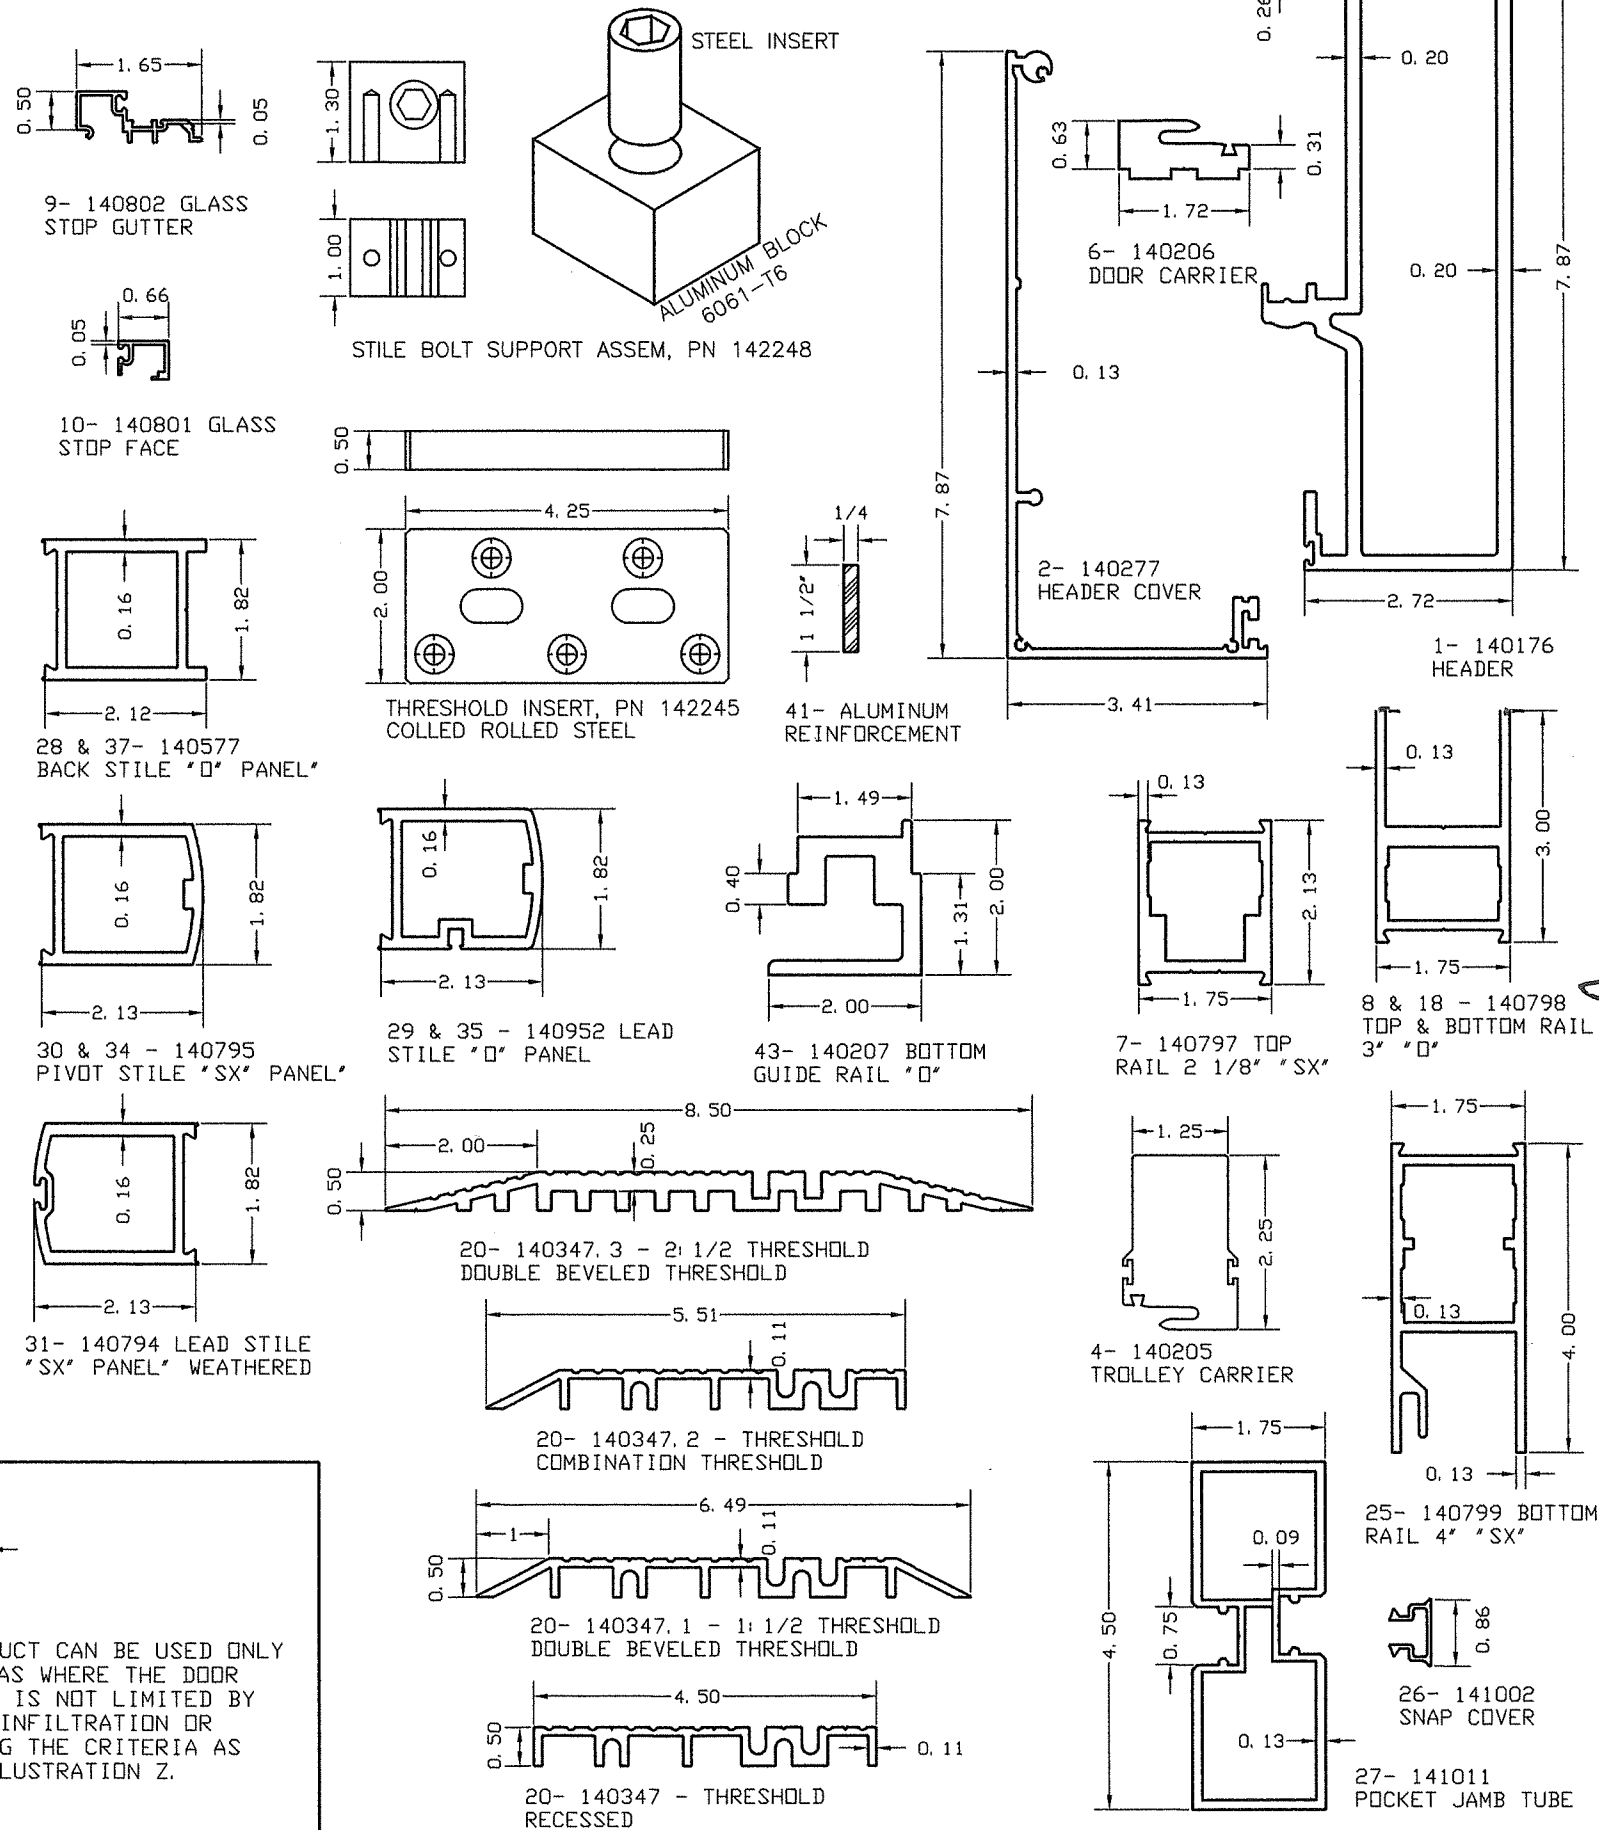 1.65
0.50
0.05
9- 140802 GLASS
STOP GUTTER
0.66
0.05
10- 140801 GLASS
STOP FACE
1.30
1.00
STEEL INSERT
ALUMINUM BLOCK
6061-T6
STILE BOLT SUPPORT ASSEM, PN 142248
0.50
4.25
2.00
THRESHOLD INSERT, PN 142245
COLLED ROLLED STEEL
1/4
1 1/2"
41- ALUMINUM
REINFORCEMENT
7.87
0.13
2- 140277
HEADER COVER
3.41
0.63
0.31
1.72
6- 140206
DOOR CARRIER
0.20
0.20
7.87
2.72
1- 140176
HEADER
0.16
1.82
2.12
28 & 37- 140577
BACK STILE "O" PANEL"
0.16
1.82
2.13
30 & 34 - 140795
PIVOT STILE "SX" PANEL"
0.16
1.82
2.13
29 & 35 - 140952 LEAD
STILE "O" PANEL
1.49
0.40
1.31
2.00
2.00
43- 140207 BOTTOM
GUIDE RAIL "O"
0.13
2.13
1.75
7- 140797 TOP
RAIL 2 1/8" "SX"
0.13
3.00
1.75
8 & 18 - 140798
TOP & BOTTOM RAIL
3" "O"
0.16
1.82
2.13
31- 140794 LEAD STILE
"SX" PANEL" WEATHERED
8.50
2.00
0.25
0.50
20- 140347.3 - 2: 1/2 THRESHOLD
DOUBLE BEVELED THRESHOLD
5.51
0.11
20- 140347.2 - THRESHOLD
COMBINATION THRESHOLD
6.49
1
0.11
0.50
20- 140347.1 - 1: 1/2 THRESHOLD
DOUBLE BEVELED THRESHOLD
4.50
0.50
0.11
20- 140347 - THRESHOLD
RECESSED
1.25
2.25
4- 140205
TROLLEY CARRIER
1.75
0.13
4.00
0.13
25- 140799 BOTTOM
RAIL 4" "SX"
1.75
0.09
0.75
4.50
0.13
27- 141011
POCKET JAMB TUBE
0.86
26- 141002
SNAP COVER
UCT CAN BE USED ONLY
AS WHERE THE DOOR
IS NOT LIMITED BY
INFILTRATION OR
G THE CRITERIA AS
LUSTRATION Z.